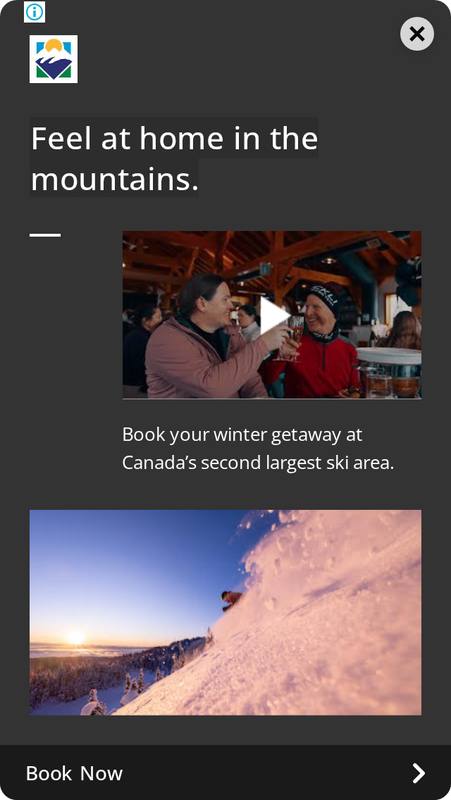 Feel at home in the
mountains.
Book your winter getaway at
Canada's second largest ski area.
Book Now